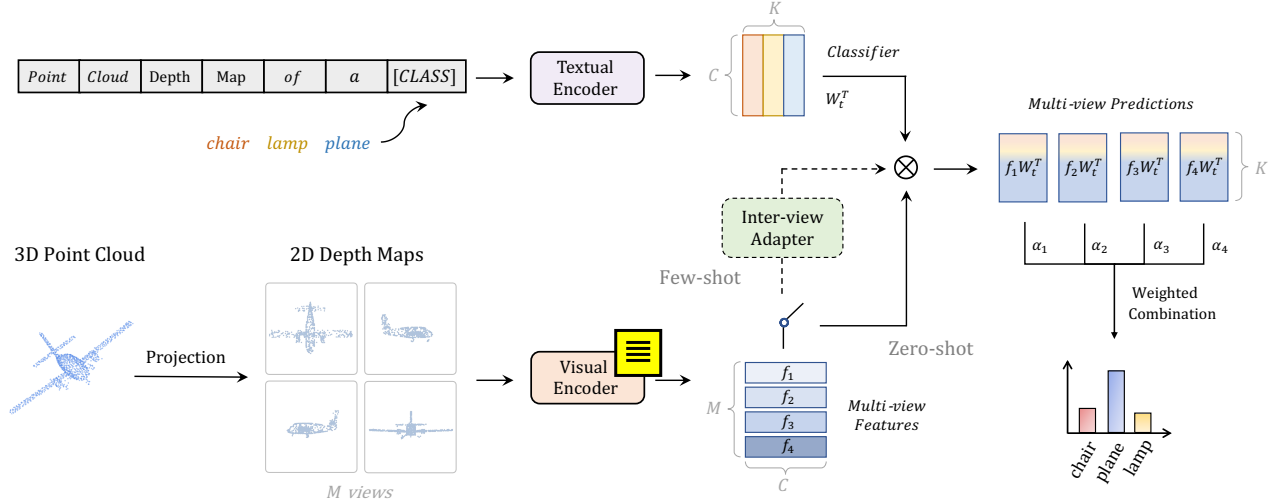 Point Cloud Depth Map of a [CLASS]
chair lamp plane
Textual
Encoder
K
C
Classifier
W_t^T
Multi-view Predictions
f_1W_t^T f_2W_t^T f_3W_t^T f_4W_t^T
K
α_1 α_2 α_3 α_4
Weighted
Combination
Inter-view
Adapter
Few-shot
Zero-shot
3D Point Cloud
2D Depth Maps
Projection
M views
Visual
Encoder
M
f_1
f_2
f_3
f_4
C
Multi-view
Features
chair
plane
lamp